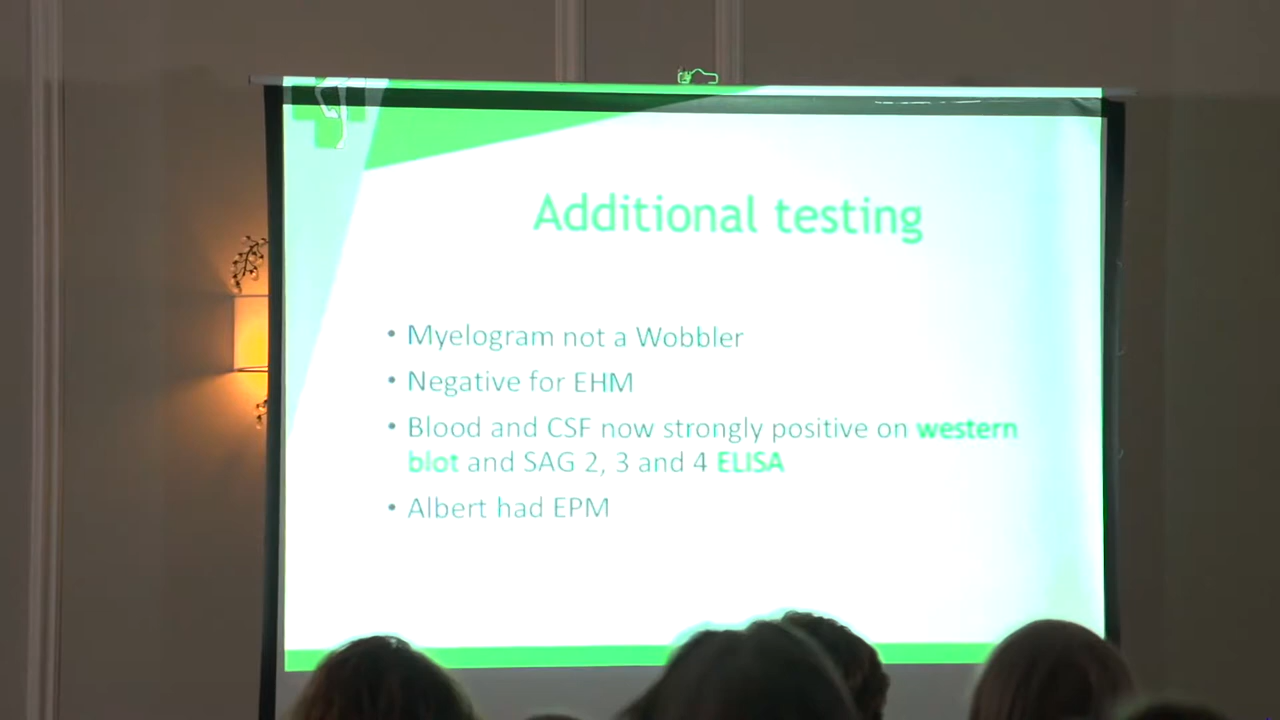 Additional testing
• Myelogram not a Wobbler
• Negative for EHM
• Blood and CSF now strongly positive on western
blot and SAG 2, 3 and 4 ELISA
• Albert had EPM